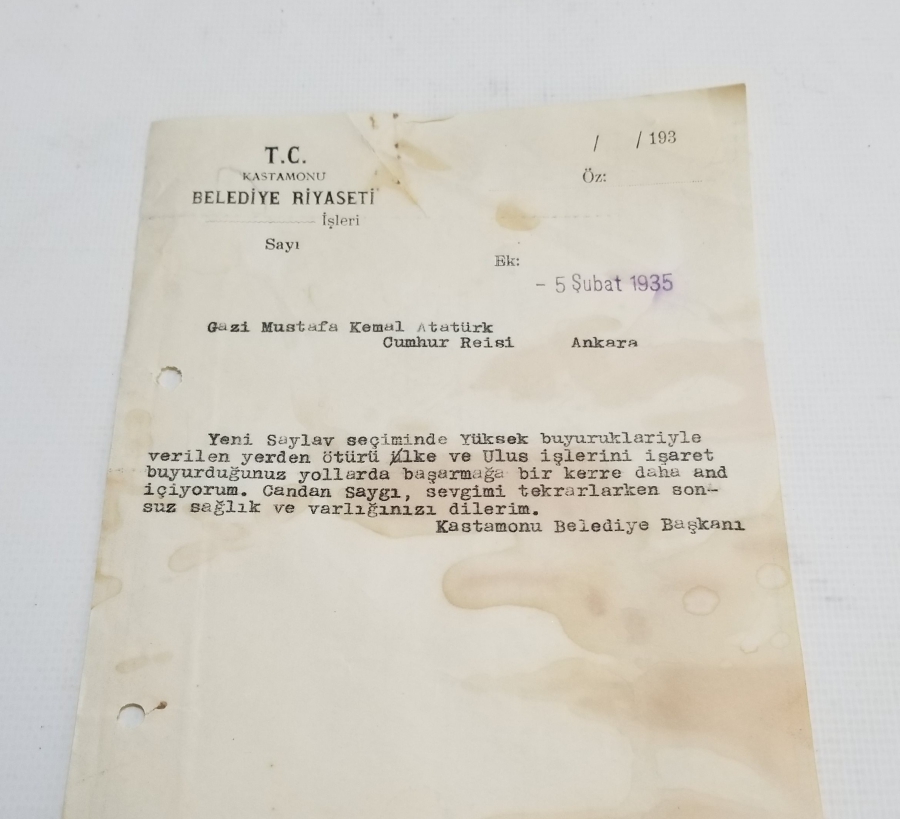 T.C.
KASTAMONU
BELEDİYE RİYASETİ
İşleri
Sayı
/ / 193
Öz:
Ek:
- 5 Şubat 1935
Gazi Mustafa Kemal Atatürk
Cumhur Reisi Ankara
Yeni Saylav seçiminde Yüksek buyuruklariyle
verilen yerden ötürü ülke ve Ulus işlerini işaret
buyurduğunuz yollarda başarmağa bir kerre daha and
içiyorum. Candan Saygı, sevgimi tekrarlarken son-
suz sağlık ve varlığınızı dilerim.
Kastamonu Belediye Başkanı